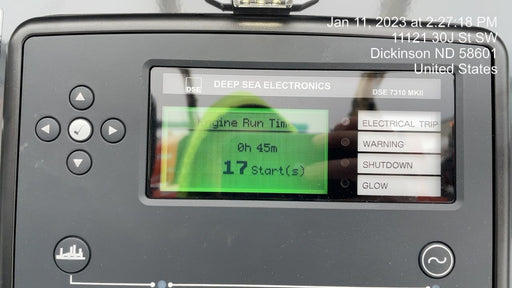 Jan 11, 2023 at 2:27:18 PM
11121 30J St SW
Dickinson ND 58601
United States
DSE
DEEP SEA ELECTRONICS
DSE 7310 MKII
ngine Run Tim
0h 45m
17 Start(s)
ELECTRICAL TRIP
WARNING
SHUTDOWN
GLOW